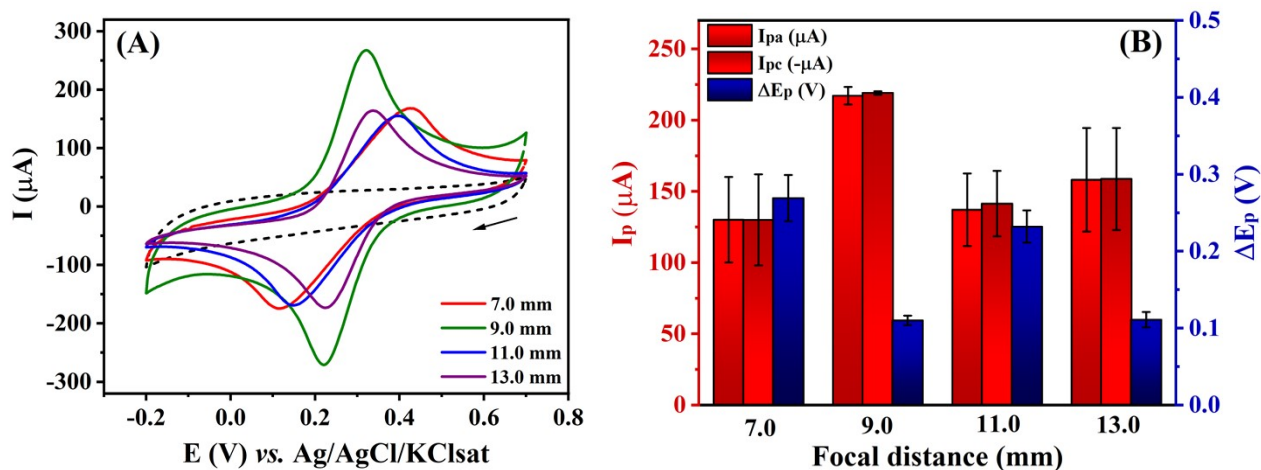 (A)
I (µA)
300
200
100
0
-100
-200
-300
-0.2 0.0 0.2 0.4 0.6 0.8
E (V) vs. Ag/AgCl/KClsat
7.0 mm
9.0 mm
11.0 mm
13.0 mm
(B)
Ipa (µA)
Ipc (-µA)
ΔEp (V)
Ip (µA)
250
200
150
100
50
0
7.0 9.0 11.0 13.0
Focal distance (mm)
0.5
0.4
0.3
0.2
0.1
0.0
ΔEp (V)